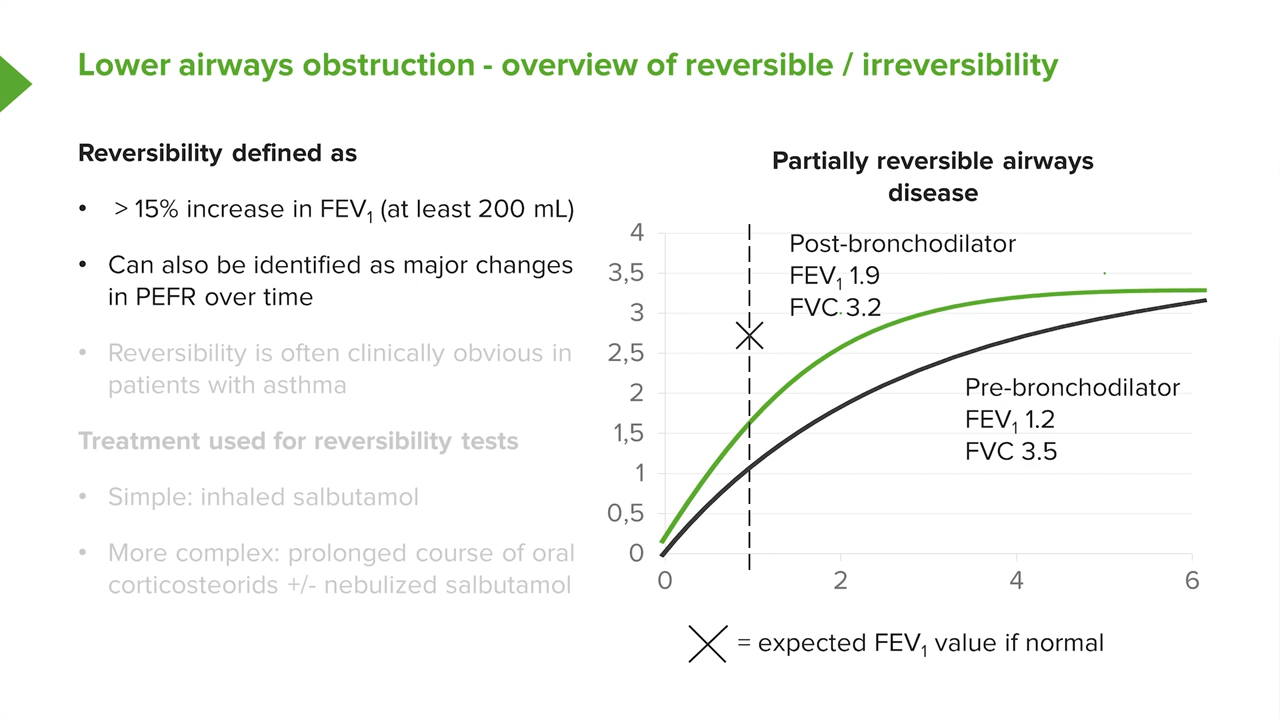 Lower airways obstruction - overview of reversible / irreversibility
Reversibility defined as
• > 15% increase in FEV₁ (at least 200 mL)
• Can also be identified as major changes
in PEFR over time
• Reversibility is often clinically obvious in
patients with asthma
Treatment used for reversibility tests
• Simple: inhaled salbutamol
• More complex: prolonged course of oral
corticosteorids +/- nebulized salbutamol
Partially reversible airways
disease
4
3,5
3
2,5
2
1,5
1
0,5
0
0
2
4
6
Post-bronchodilator
FEV₁ 1.9
FVC 3.2
Pre-bronchodilator
FEV₁ 1.2
FVC 3.5
= expected FEV₁ value if normal